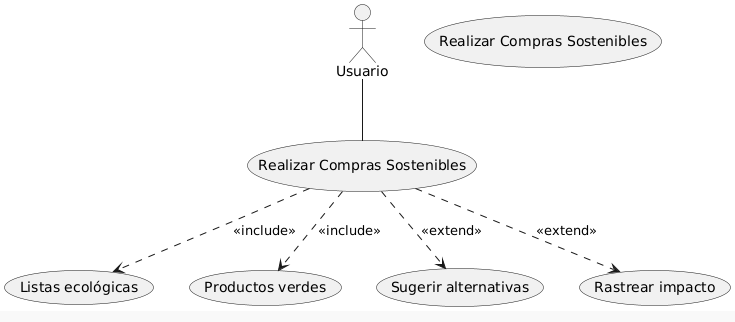 Realizar Compras Sostenibles
Usuario
Realizar Compras Sostenibles
«include»
«include»
«extend»
«extend»
Listas ecológicas
Productos verdes
Sugerir alternativas
Rastrear impacto